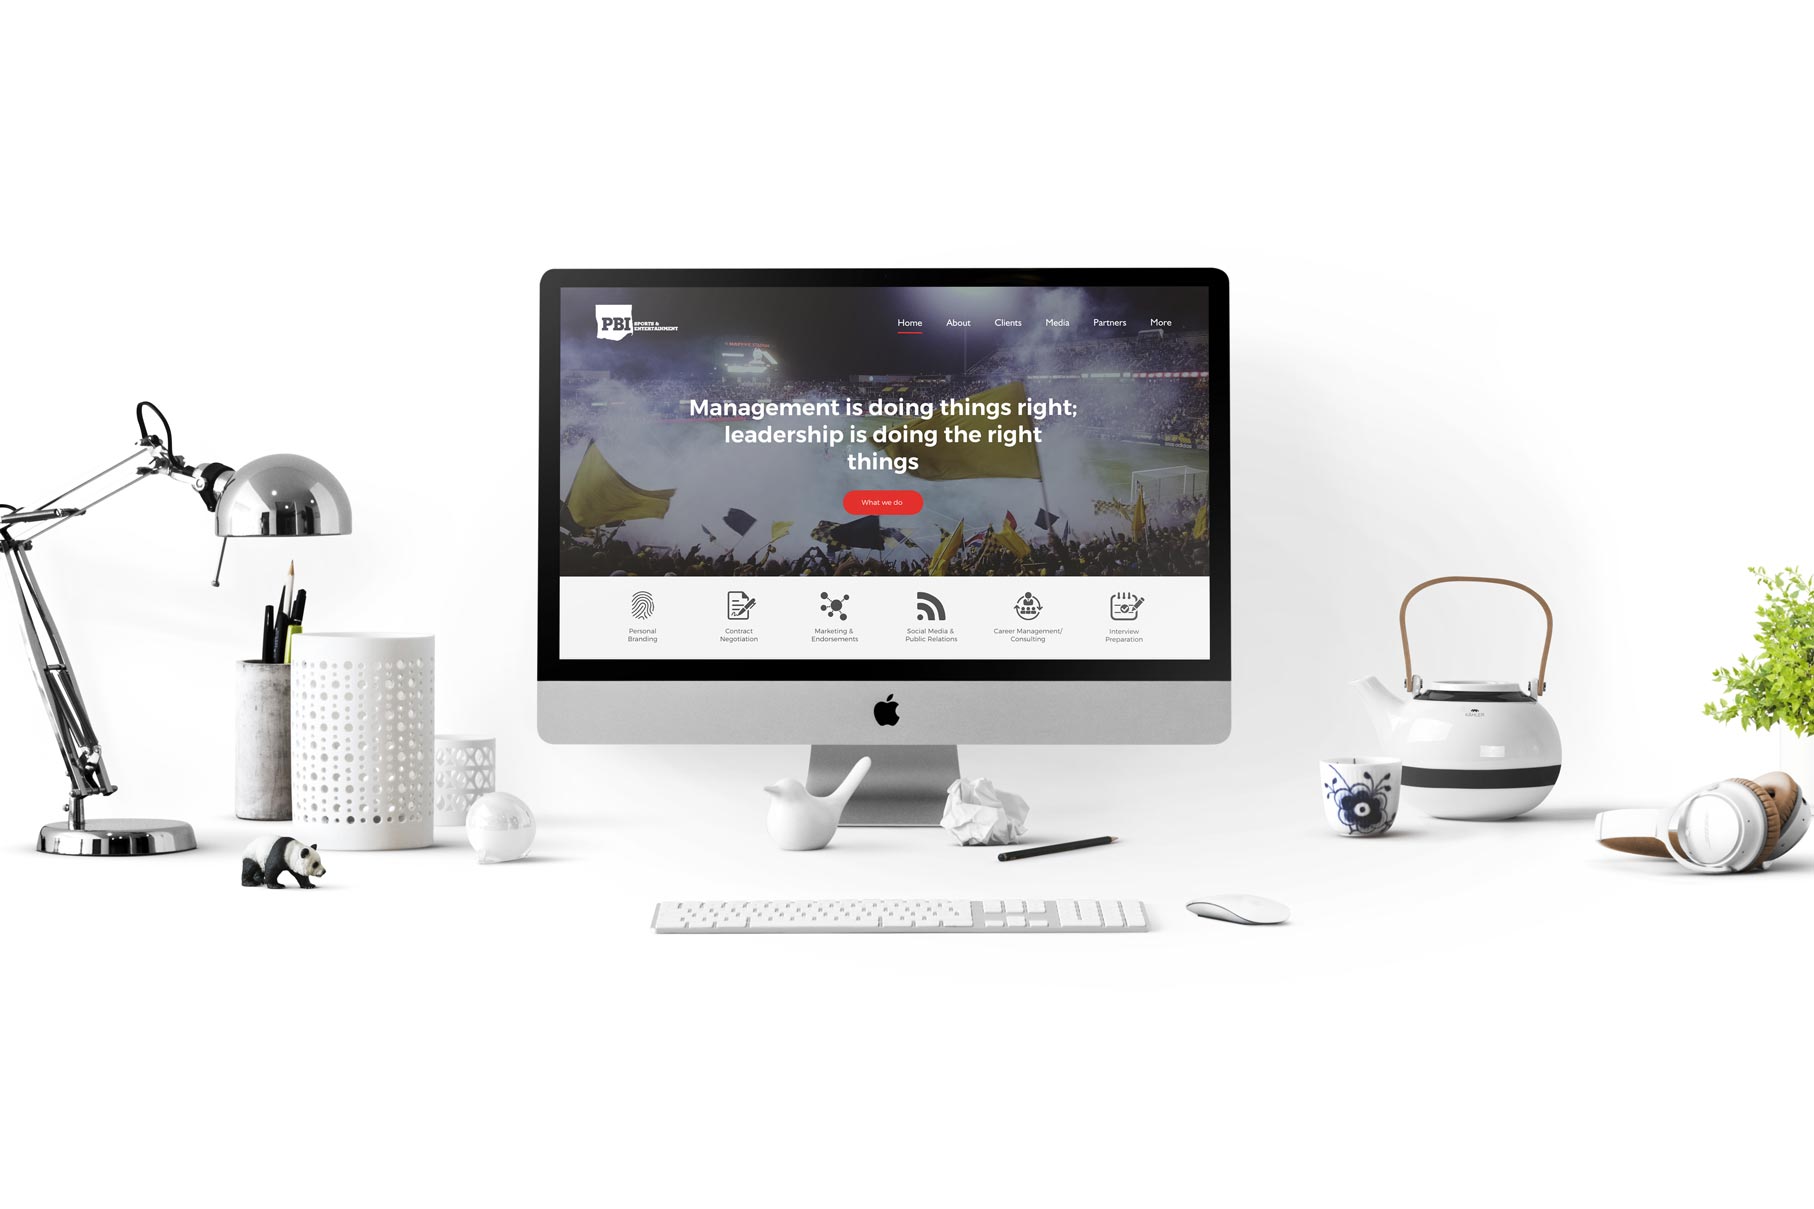 PBI
SPORTS &
ENTERTAINMENT
Home About Clients Media Partners More
Management is doing things right;
leadership is doing the right
things
What we do
Personal
Branding
Contract
Negotiation
Marketing &
Endorsements
Social Media &
Public Relations
Career Management/
Consulting
Interview
Preparation
KÄHLER